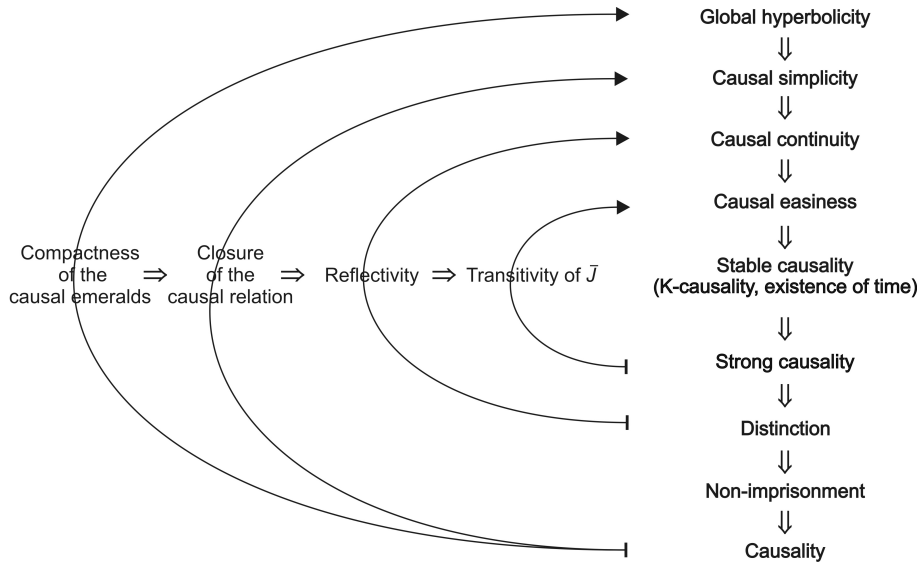 Global hyperbolicity
⇓
Causal simplicity
⇓
Causal continuity
⇓
Causal easiness
⇓
Compactness
of the
causal emeralds
⇒
Closure
of the
causal relation
⇒
Reflectivity
⇒
Transitivity of J̄
Stable causality
(K-causality, existence of time)
⇓
Strong causality
⇓
Distinction
⇓
Non-imprisonment
⇓
Causality